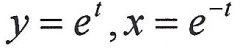 y = e^t, x = e^{-t}